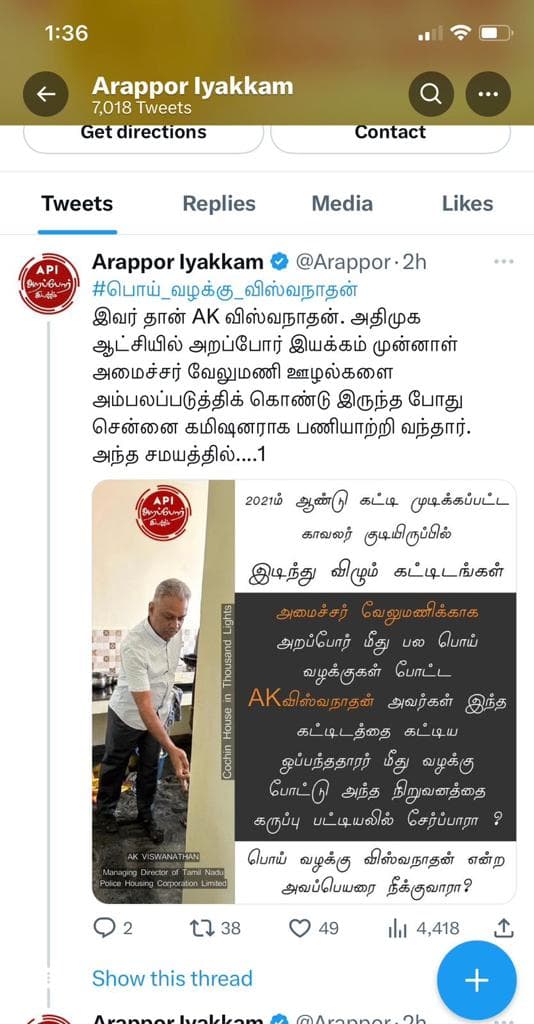 1:36
Arappor Iyakkam
7,018 Tweets
Get directions
Contact
Tweets
Replies
Media
Likes
Arappor Iyakkam @Arappor · 2h
#பொய்_வழக்கு_விஸ்வநாதன்
இவர் தான் AK விஸ்வநாதன். அதிமுக
ஆட்சியில் அறப்போர் இயக்கம் முன்னாள்
அமைச்சர் வேலுமணி ஊழல்களை
அம்பலப்படுத்திக் கொண்டு இருந்த போது
சென்னை கமிஷனராக பணியாற்றி வந்தார்.
அந்த சமயத்தில்....1
API
அறப்போர்
இயக்கம்
Cochin House in Thousand Lights
AK VISWANATHAN
Managing Director of Tamil Nadu
Police Housing Corporation Limited
2021ம் ஆண்டு கட்டி முடிக்கப்பட்ட
காவலர் குடியிருப்பில்
இடிந்து விழும் கட்டிடங்கள்
அமைச்சர் வேலுமணிக்காக
அறப்போர் மீது பல பொய்
வழக்குகள் போட்ட
AKவிஸ்வநாதன் அவர்கள் இந்த
கட்டிடத்தை கட்டிய
ஒப்பந்ததாரர் மீது வழக்கு
போட்டு அந்த நிறுவனத்தை
கருப்பு பட்டியலில் சேர்ப்பாரா ?
பொய் வழக்கு விஸ்வநாதன் என்ற
அவப்பெயரை நீக்குவாரா?
2
38
49
4,418
Show this thread
Arappor Iyakkam @Arappor · 2h